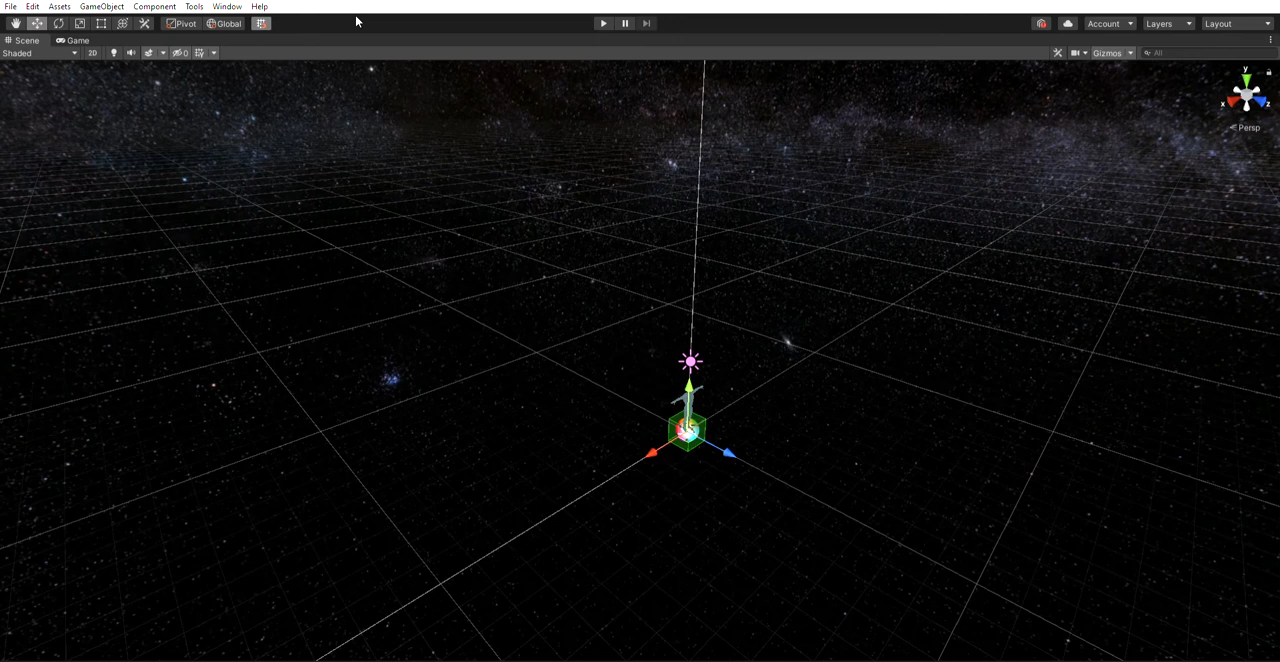 File Edit Assets GameObject Component Tools Window Help
Pivot Global Account Layers Layout
Scene Game
Shaded 2D 0 Gizmos All
y
x z
Persp